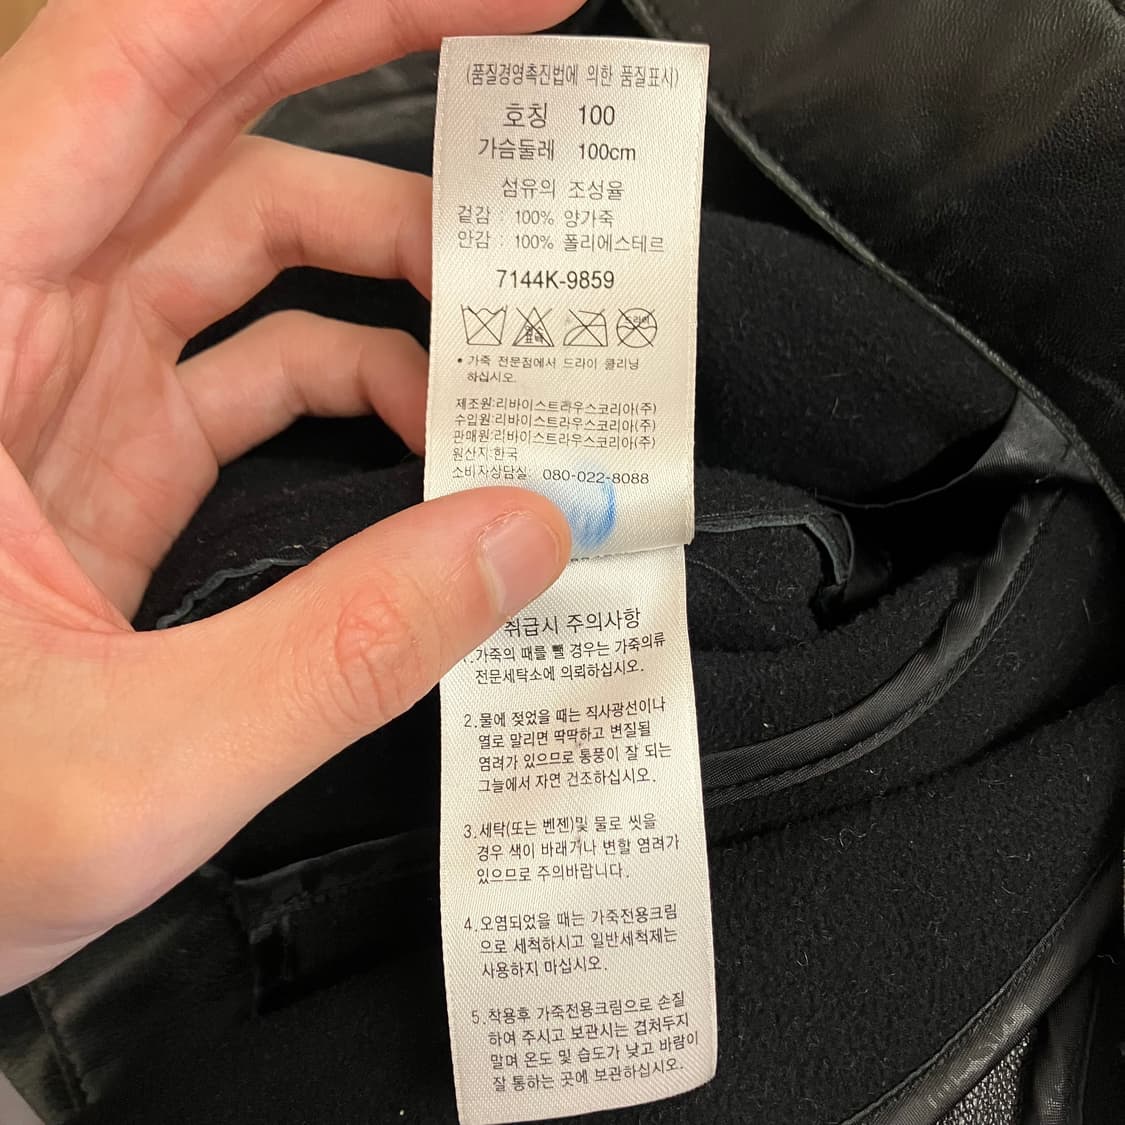 (품질경영촉진법에 의한 품질표시)
호칭 100
가슴둘레 100cm
섬유의 조성율
겉감 : 100% 양가죽
안감 : 100% 폴리에스테르
7144K-9859
염소 표백
드라이
• 가죽 전문점에서 드라이 클리닝
하십시오.
제조원:리바이스트라우스코리아(주)
수입원:리바이스트라우스코리아(주)
판매원:리바이스트라우스코리아(주)
원산지:한국
소비자상담실: 080-022-8088
취급시 주의사항
가죽의 때를 뺄 경우는 가죽의류
전문세탁소에 의뢰하십시오.
2.물에 젖었을 때는 직사광선이나
열로 말리면 딱딱하고 변질될
염려가 있으므로 통풍이 잘 되는
그늘에서 자연 건조하십시오.
3.세탁(또는 벤젠)및 물로 씻을
경우 색이 바래거나 변할 염려가
있으므로 주의바랍니다.
4.오염되었을 때는 가죽전용크림
으로 세척하시고 일반세척제는
사용하지 마십시오.
5.착용후 가죽전용크림으로 손질
하여 주시고 보관시는 겹쳐두지
말며 온도 및 습도가 낮고 바람이
잘 통하는 곳에 보관하십시오.